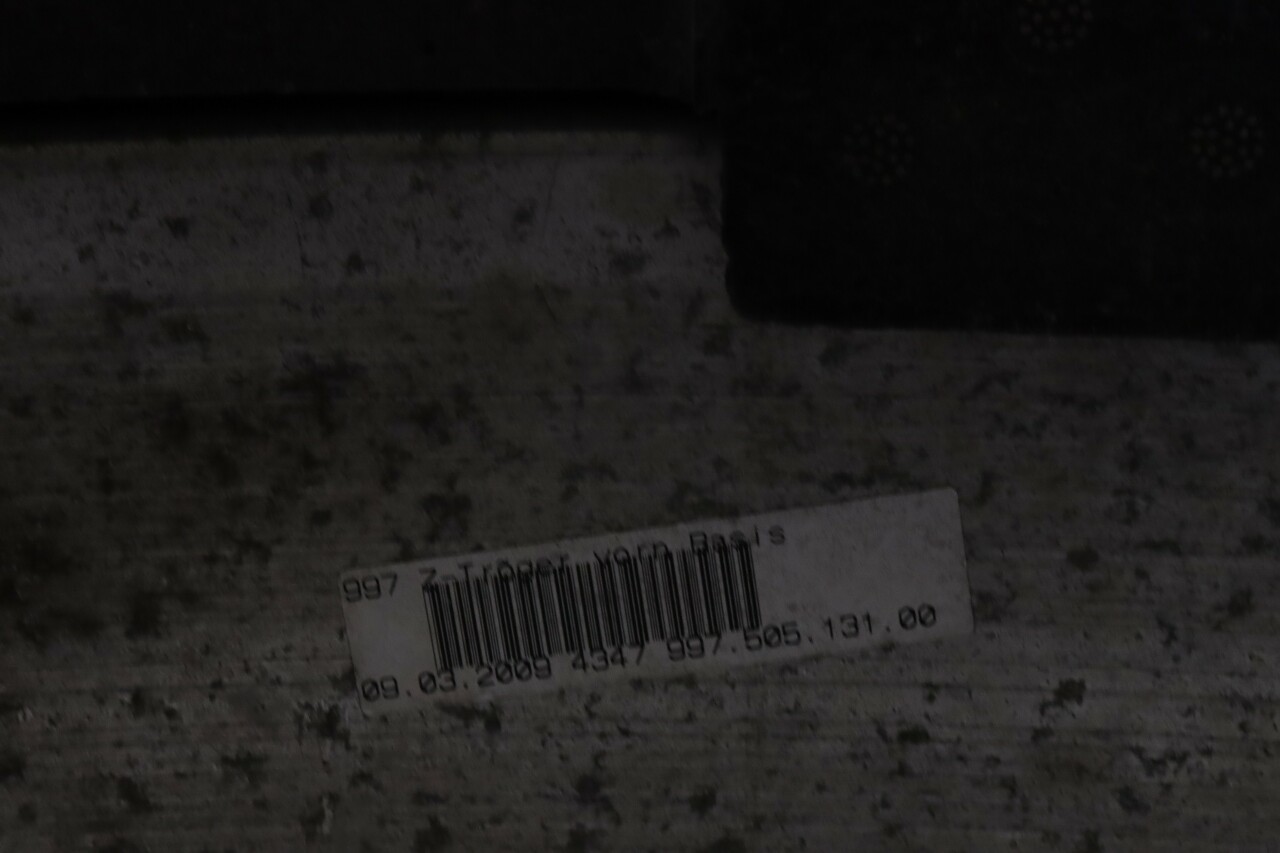 997 Z-Träger vorn Basis
09.03.2009 4347 997.505.131.00